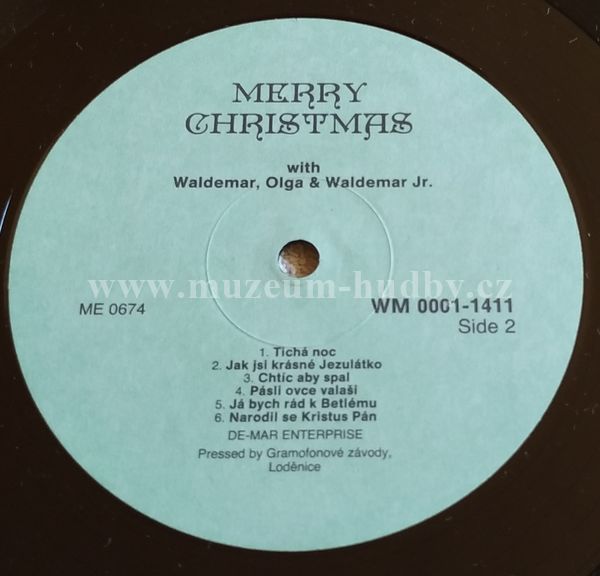 MERRY
CHRISTMAS
with
Waldemar, Olga & Waldemar Jr.
www.muzeum-hudby.cz
ME 0674
WM 0001-1411
Side 2
1. Tichá noc
2. Jak jsi krásné Jezulátko
3. Chtíc aby spal
4. Pásli ovce valaši
5. Já bych rád k Betlému
6. Narodil se Kristus Pán
DE-MAR ENTERPRISE
Pressed by Gramofonové závody,
Loděnice